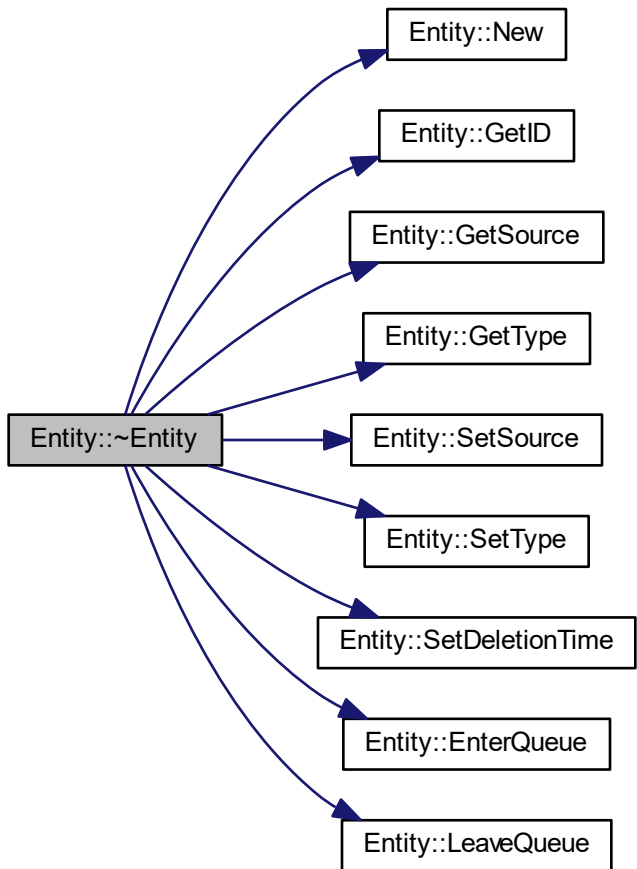 Entity::New
Entity::GetID
Entity::GetSource
Entity::GetType
Entity::~Entity
Entity::SetSource
Entity::SetType
Entity::SetDeletionTime
Entity::EnterQueue
Entity::LeaveQueue